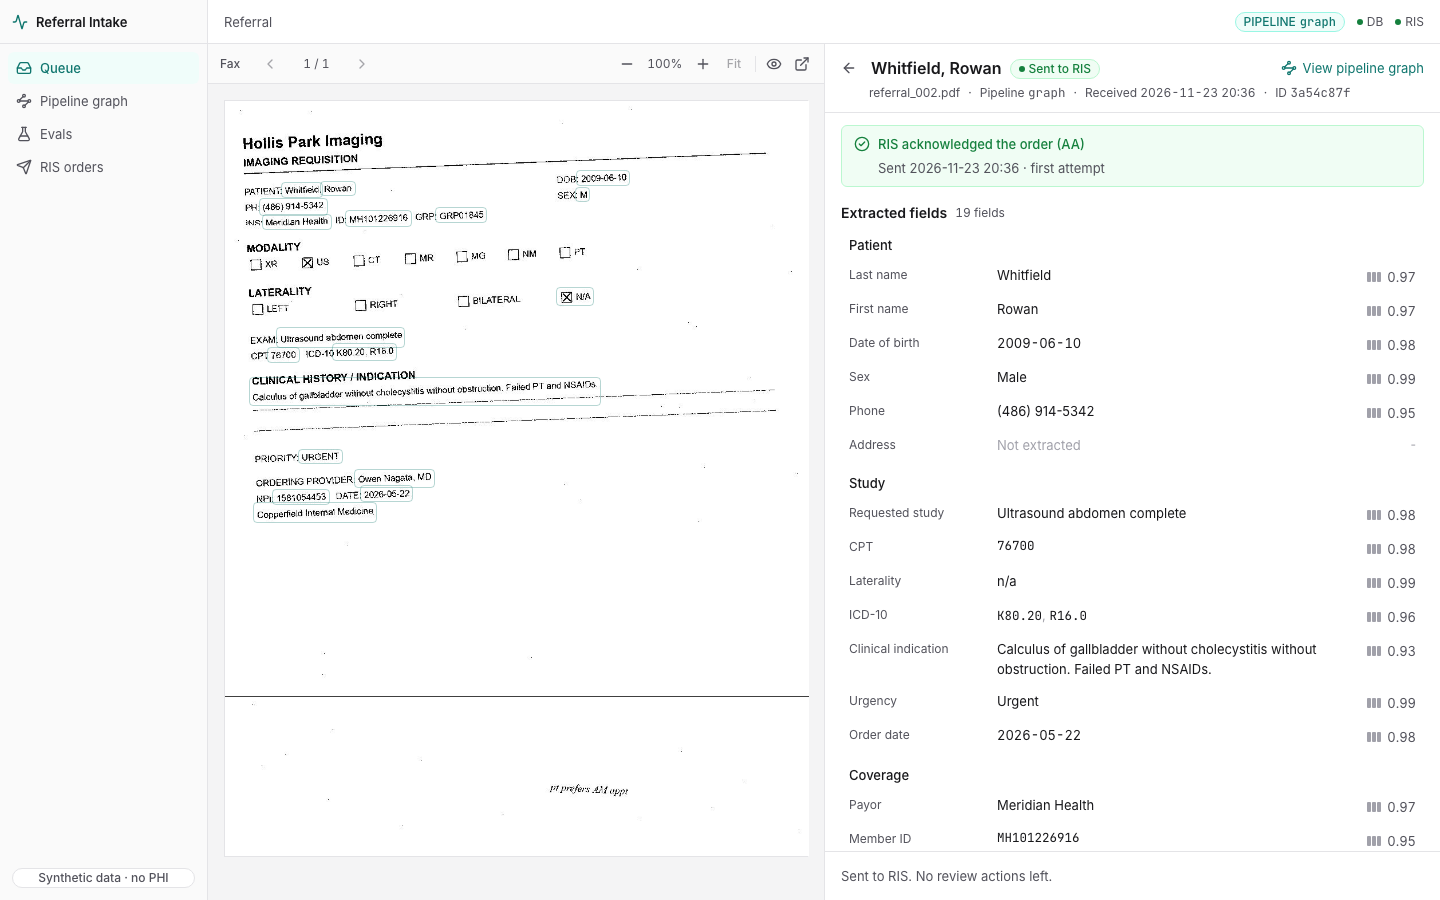 Referral Intake
Referral
PIPELINE graph
DB
RIS
Queue
Pipeline graph
Evals
RIS orders
Synthetic data · no PHI
Fax
1 / 1
100%
Fit
Hollis Park Imaging
IMAGING REQUISITION
PATIENT: Whitfield, Rowan
DOB: 2009-06-10
PH: (486) 914-5342
SEX: M
INS: Meridian Health ID: MH101226916 GRP: GRP01845
MODALITY
XR US CT MR MG NM PT
LATERALITY
LEFT RIGHT BILATERAL N/A
EXAM: Ultrasound abdomen complete
CPT: 76700 ICD-10: K80.20, R16.0
CLINICAL HISTORY / INDICATION
Calculus of gallbladder without cholecystitis without obstruction. Failed PT and NSAIDs.
PRIORITY: URGENT
ORDERING PROVIDER: Owen Nagata, MD
NPI: 1581054453 DATE: 2026-05-22
Copperfield Internal Medicine
pt prefers AM appt
Whitfield, Rowan
Sent to RIS
View pipeline graph
referral_002.pdf · Pipeline graph · Received 2026-11-23 20:36 · ID 3a54c87f
RIS acknowledged the order (AA)
Sent 2026-11-23 20:36 · first attempt
Extracted fields 19 fields
Patient
Last name Whitfield 0.97
First name Rowan 0.97
Date of birth 2009-06-10 0.98
Sex Male 0.99
Phone (486) 914-5342 0.95
Address Not extracted -
Study
Requested study Ultrasound abdomen complete 0.98
CPT 76700 0.98
Laterality n/a 0.99
ICD-10 K80.20, R16.0 0.96
Clinical indication Calculus of gallbladder without cholecystitis without 0.93
obstruction. Failed PT and NSAIDs.
Urgency Urgent 0.99
Order date 2026-05-22 0.98
Coverage
Payor Meridian Health 0.97
Member ID MH101226916 0.95
Sent to RIS. No review actions left.